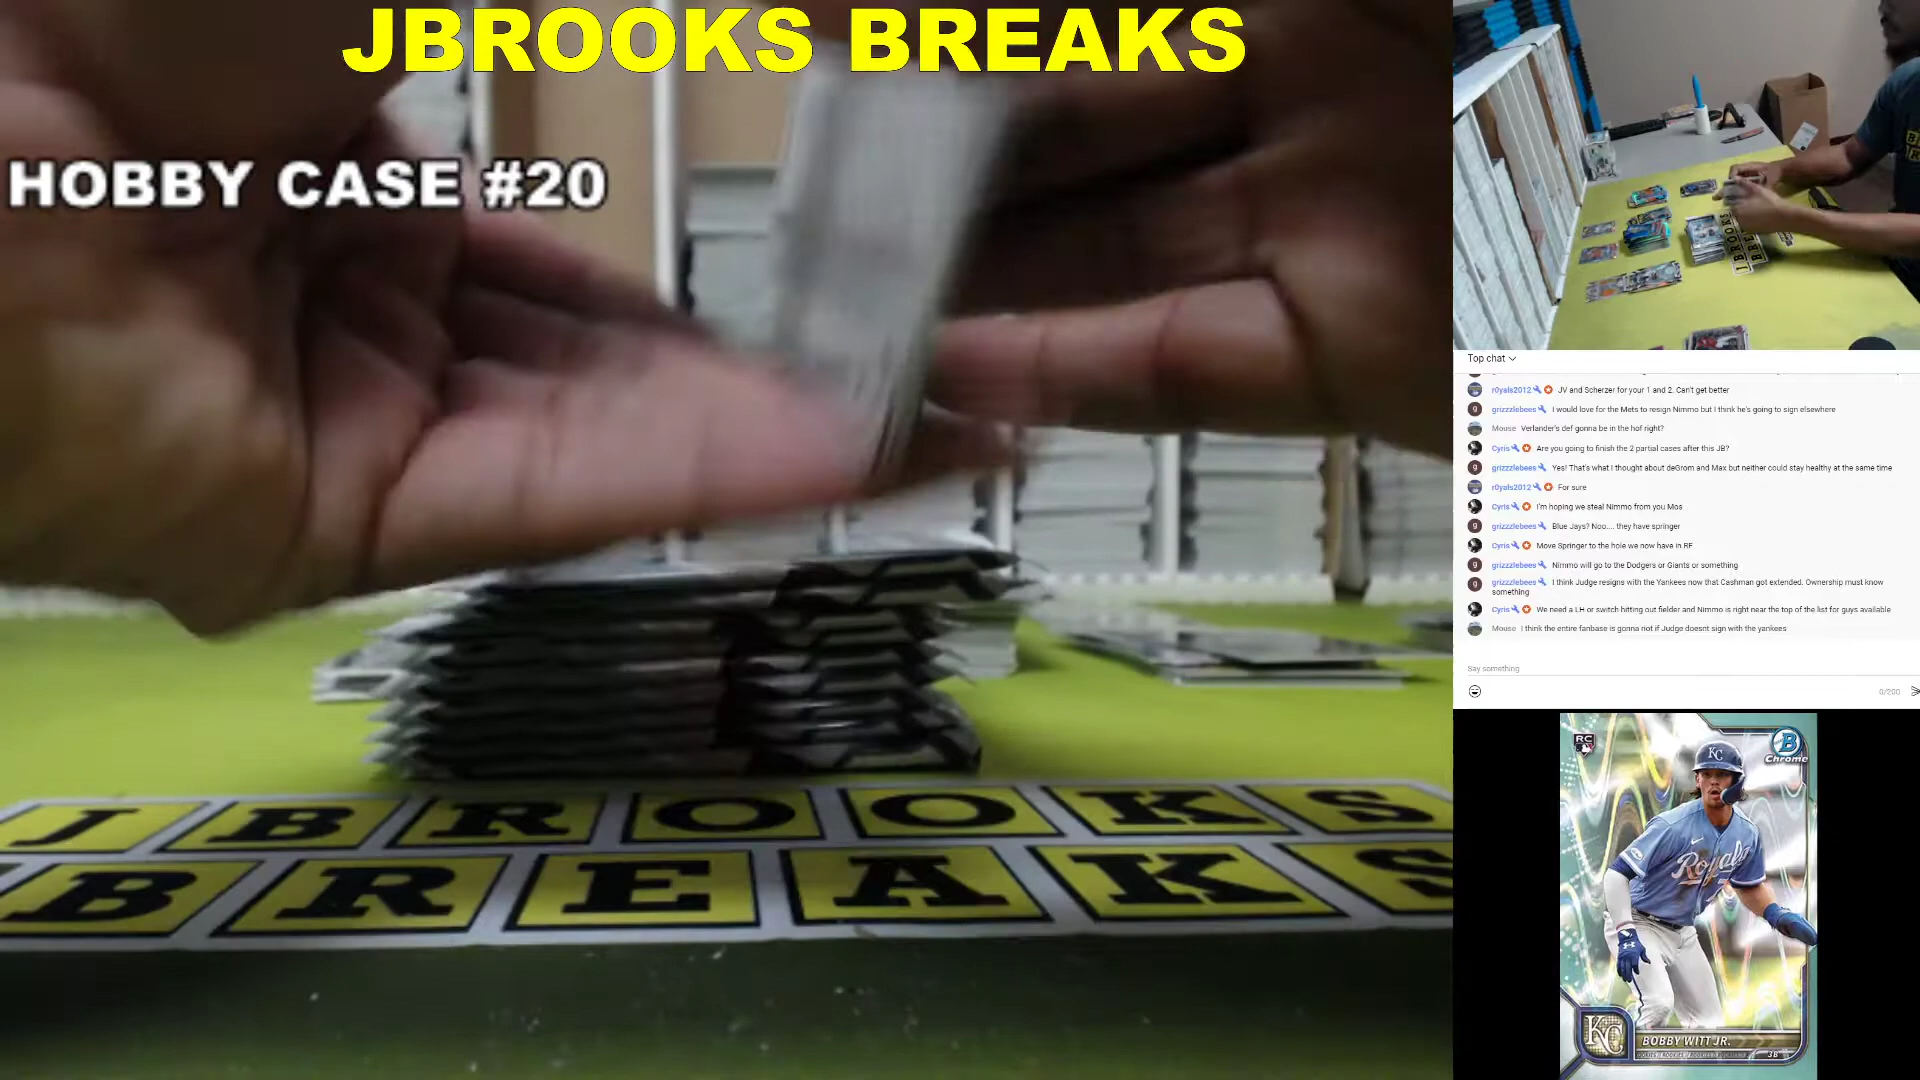 JBROOKS BREAKS
HOBBY CASE #20
JBROOKS
BREAKS
Top chat
r0yals2012 JV and Scherzer for your 1 and 2. Can't get better
grizzzlebees I would love for the Mets to resign Nimmo but I think he's going to sign elsewhere
Mouse Verlander's def gonna be in the hof right?
Cyris Are you going to finish the 2 partial cases after this JB?
grizzzlebees Yes! That's what I thought about deGrom and Max but neither could stay healthy at the same time
r0yals2012 For sure
Cyris I'm hoping we steal Nimmo from you Mos
grizzzlebees Blue Jays? Noo.... they have springer
Cyris Move Springer to the hole we now have in RF
grizzzlebees Nimmo will go to the Dodgers or Giants or something
grizzzlebees I think Judge resigns with the Yankees now that Cashman got extended. Ownership must know
something
Cyris We need a LH or switch hitting out fielder and Nimmo is right near the top of the list for guys available
Mouse I think the entire fanbase is gonna riot if Judge doesnt sign with the yankees
Say something
0/200
RC
B
Chrome
KC
Royals
KC
BOBBY WITT JR.